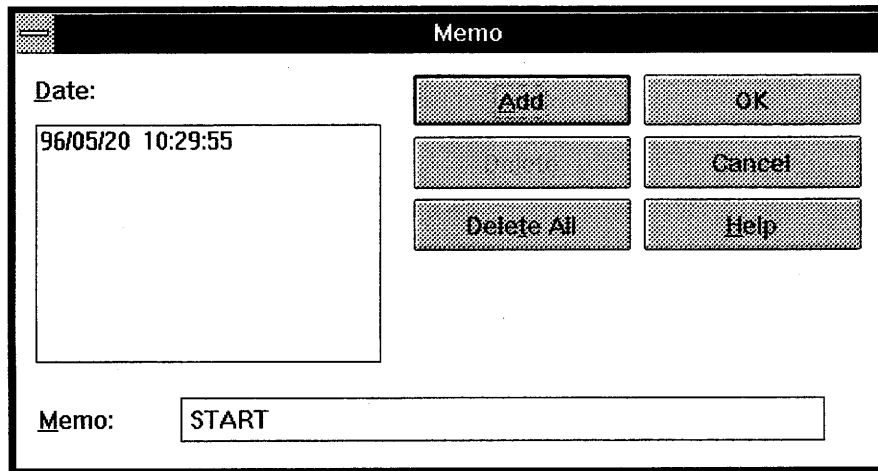 Memo
Date:
96/05/20 10:29:55
Add
OK
Cancel
Delete All
Help
Memo:
START